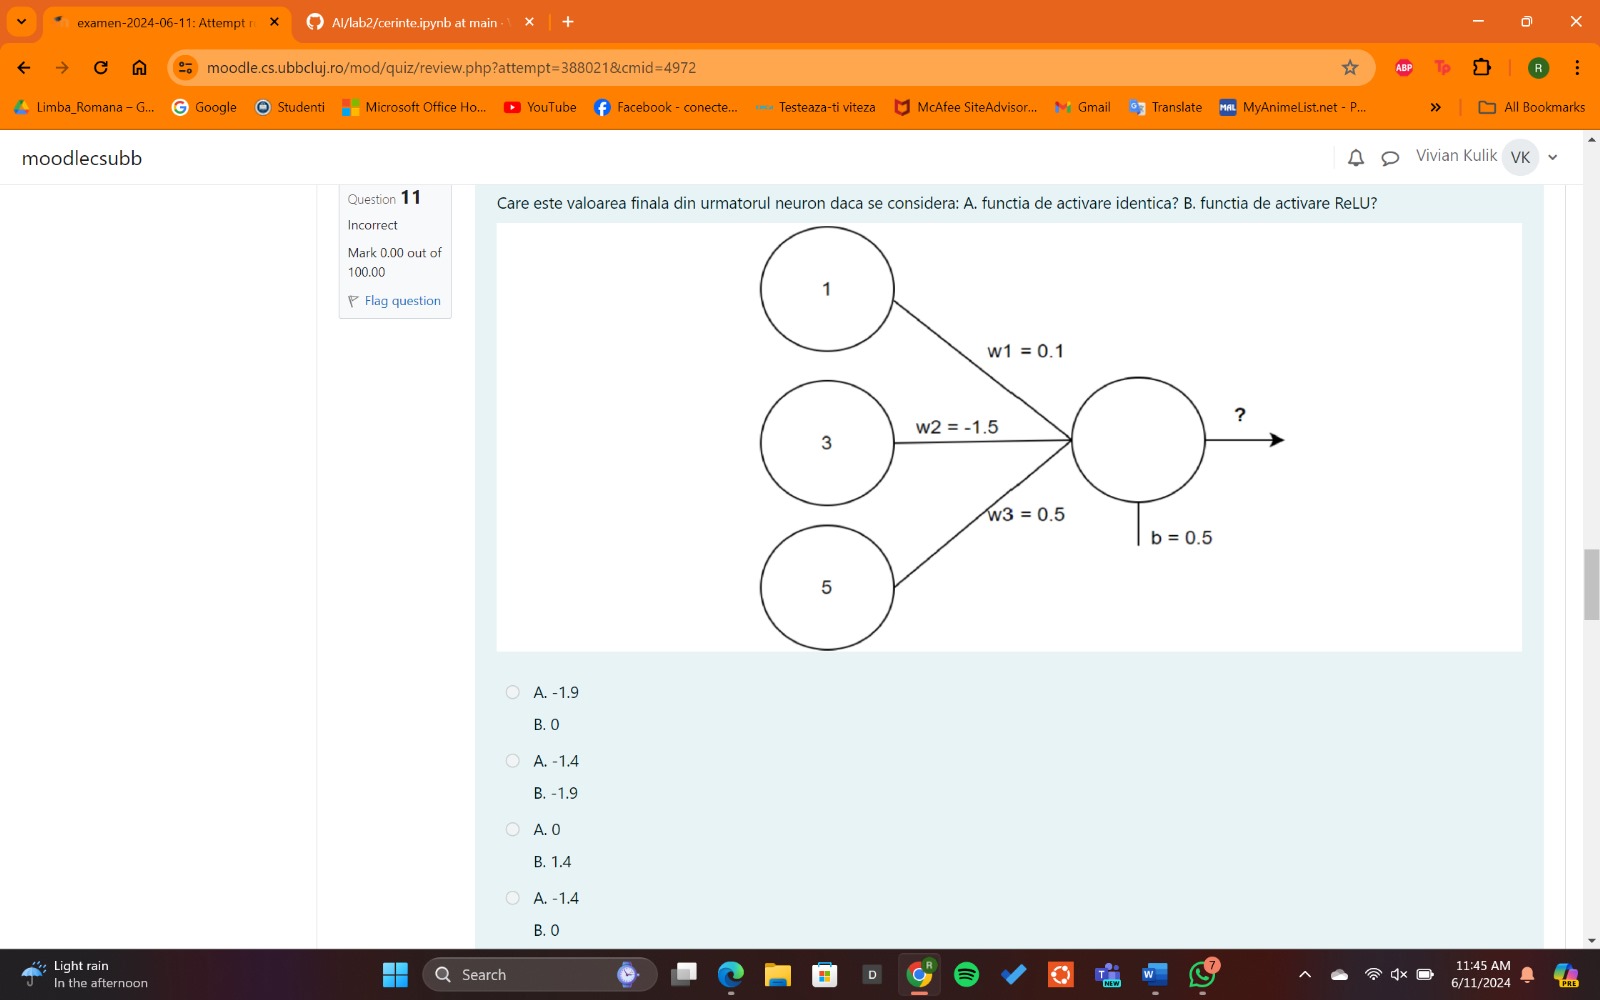 examen-2024-06-11: Attempt r
AI/lab2/cerinte.ipynb at main ·
moodle.cs.ubbcluj.ro/mod/quiz/review.php?attempt=388021&cmid=4972
ABP
Tp
R
Limba_Romana – G...
Google
Studenti
Microsoft Office Ho...
YouTube
Facebook - conecte...
Testeaza-ti viteza
McAfee SiteAdvisor...
Gmail
Translate
MAL
MyAnimeList.net - P...
»
All Bookmarks
moodlecsubb
Vivian Kulik
VK
Question 11
Incorrect
Mark 0.00 out of
100.00
Flag question
Care este valoarea finala din urmatorul neuron daca se considera: A. functia de activare identica? B. functia de activare ReLU?
1
w1 = 0.1
3
w2 = -1.5
?
w3 = 0.5
b = 0.5
5
A. -1.9
B. 0
A. -1.4
B. -1.9
A. 0
B. 1.4
A. -1.4
B. 0
Light rain
In the afternoon
Search
D
R
NEW
7
11:45 AM
6/11/2024
PRE